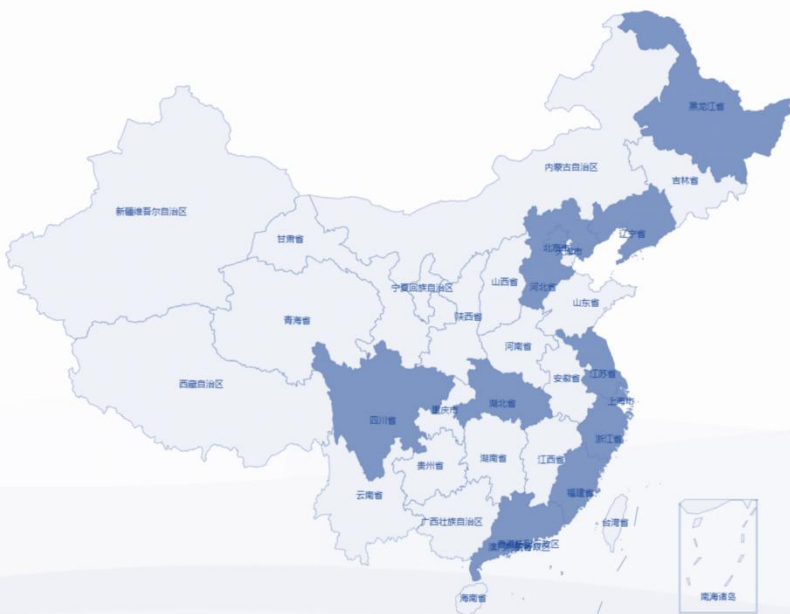 黑龙江省
内蒙古自治区
吉林省
新疆维吾尔自治区
辽宁省
甘肃省
北京市
河北省
宁夏回族自治区
山西省
山东省
青海省
陕西省
河南省
西藏自治区
安徽省
江苏省
上海市
重庆市
湖北省
四川省
浙江省
贵州省
湖南省
江西省
云南省
福建省
广西壮族自治区
台湾省
海南省
南海诸岛